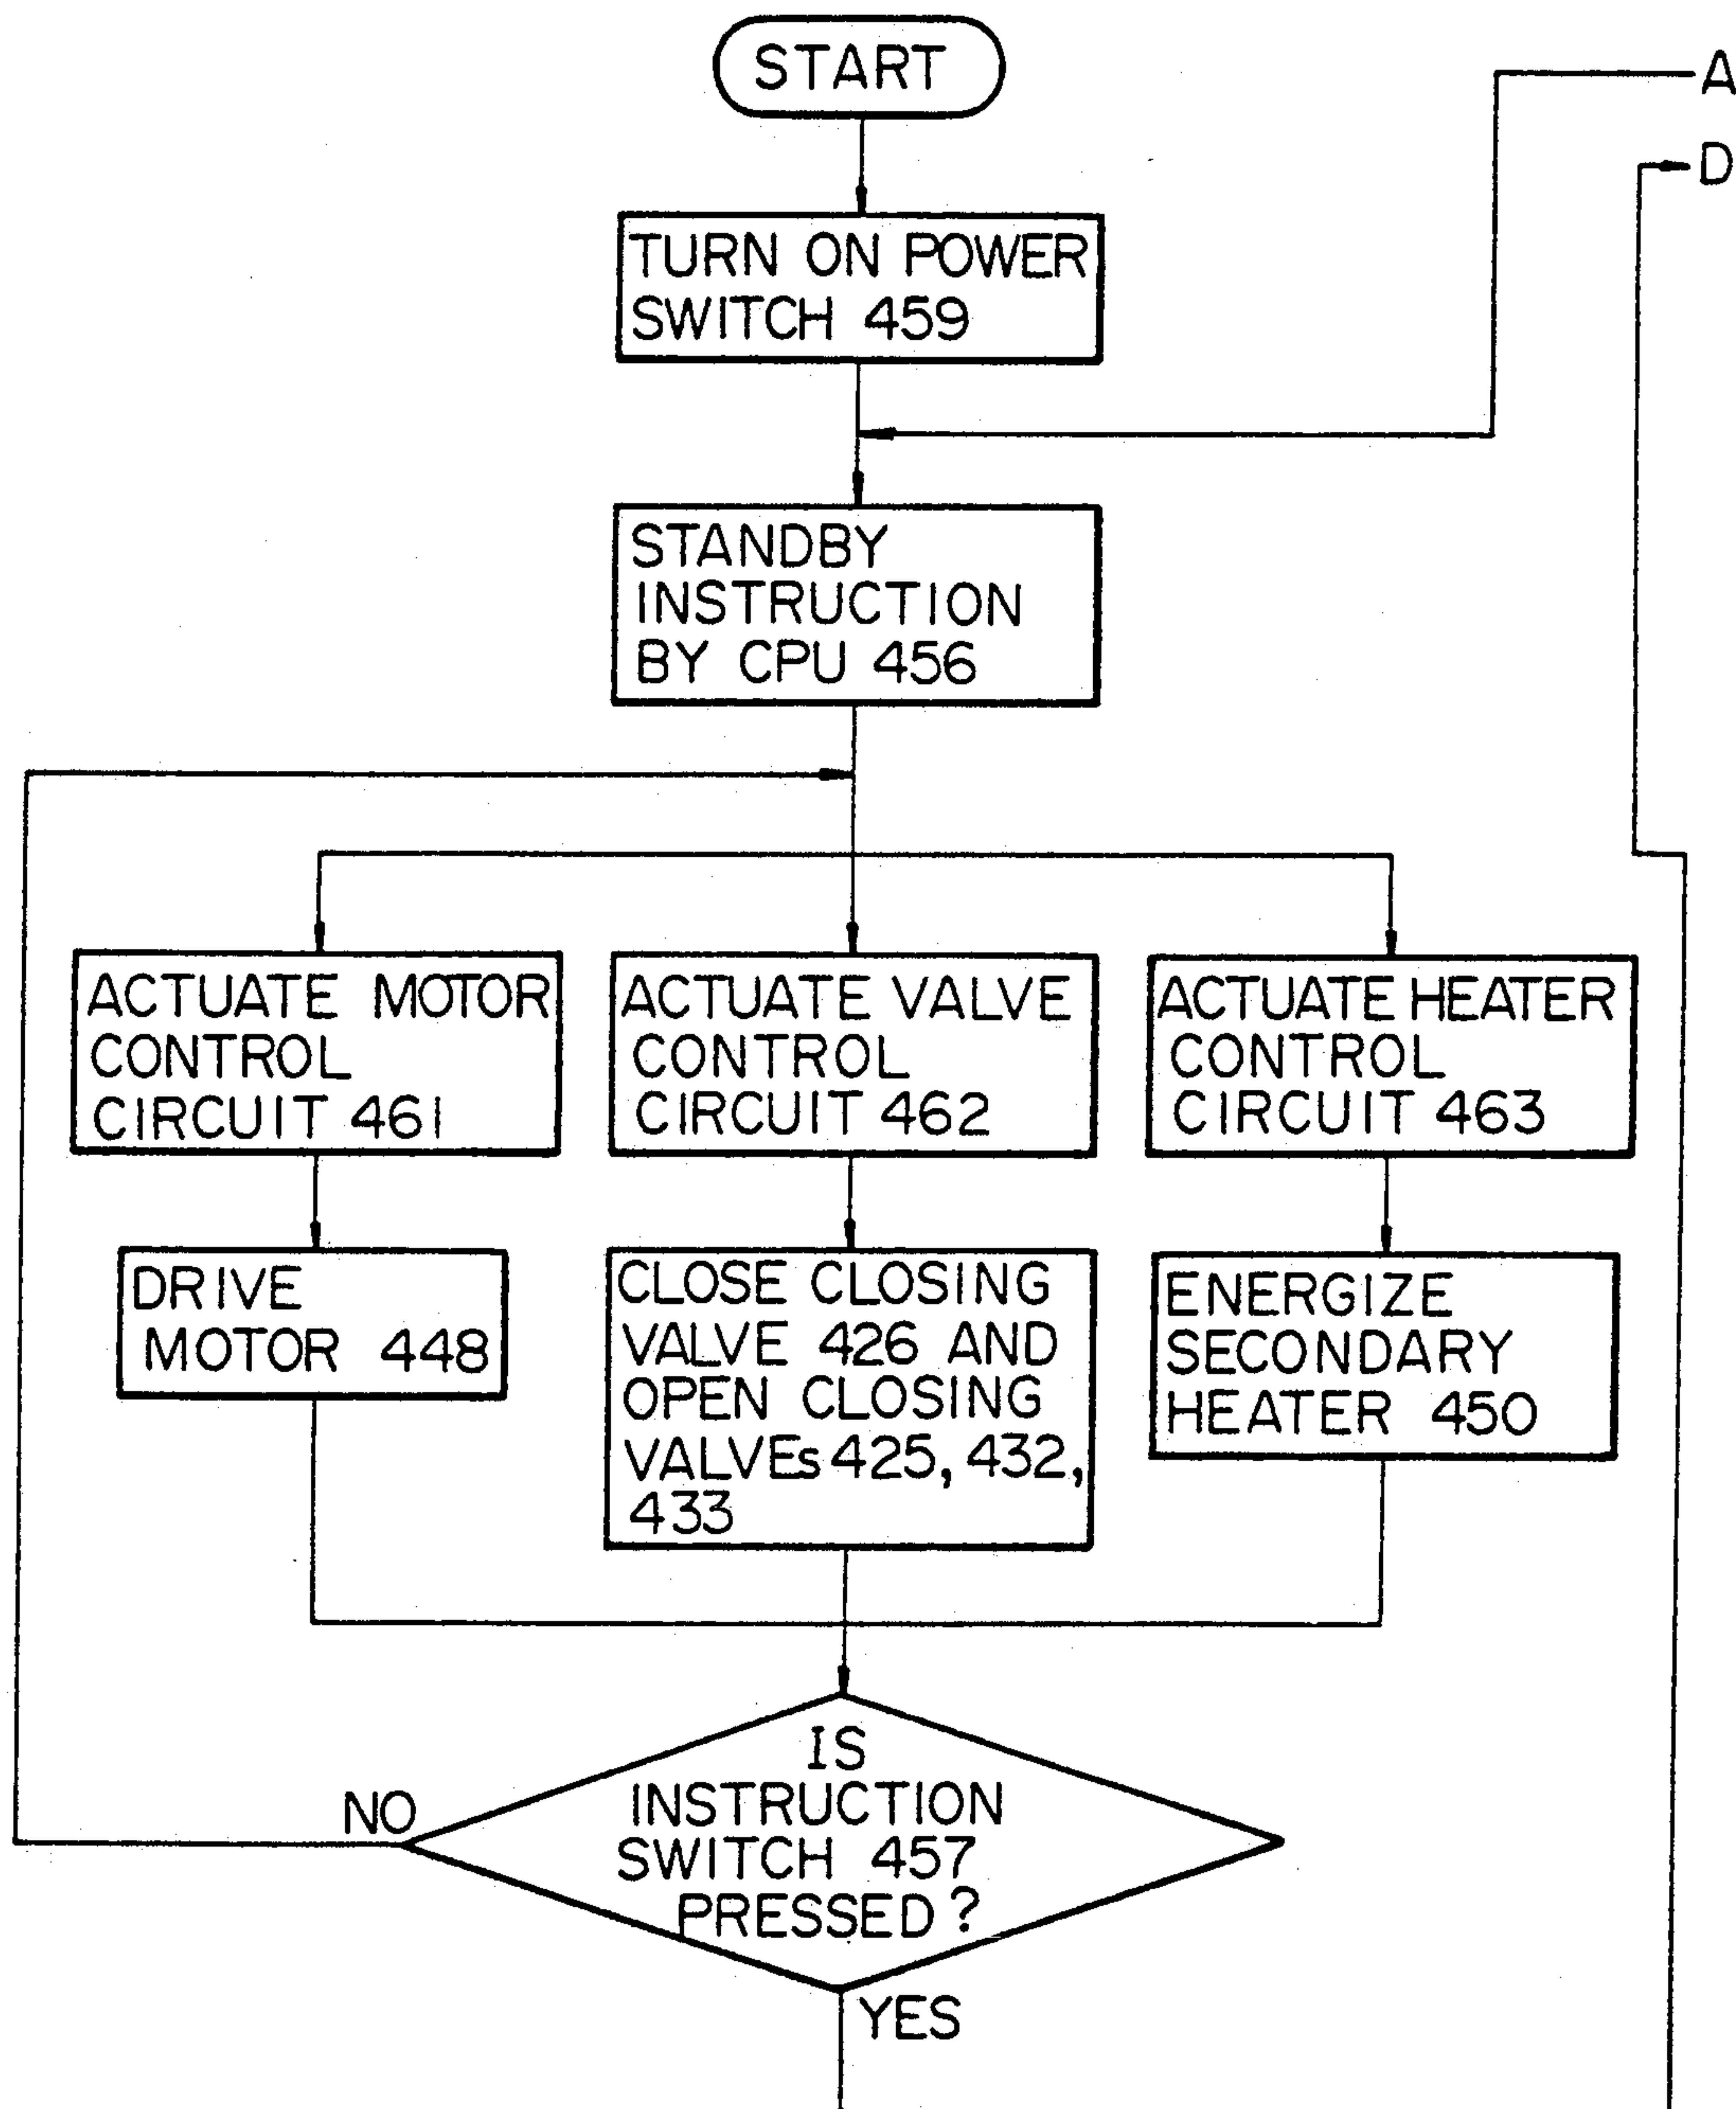 START
A
D
TURN ON POWER
SWITCH 459
STANDBY
INSTRUCTION
BY CPU 456
ACTUATE MOTOR
CONTROL
CIRCUIT 461
ACTUATE VALVE
CONTROL
CIRCUIT 462
ACTUATE HEATER
CONTROL
CIRCUIT 463
DRIVE
MOTOR 448
CLOSE CLOSING
VALVE 426 AND
OPEN CLOSING
VALVEs 425, 432,
433
ENERGIZE
SECONDARY
HEATER 450
IS
INSTRUCTION
SWITCH 457
PRESSED?
NO
YES